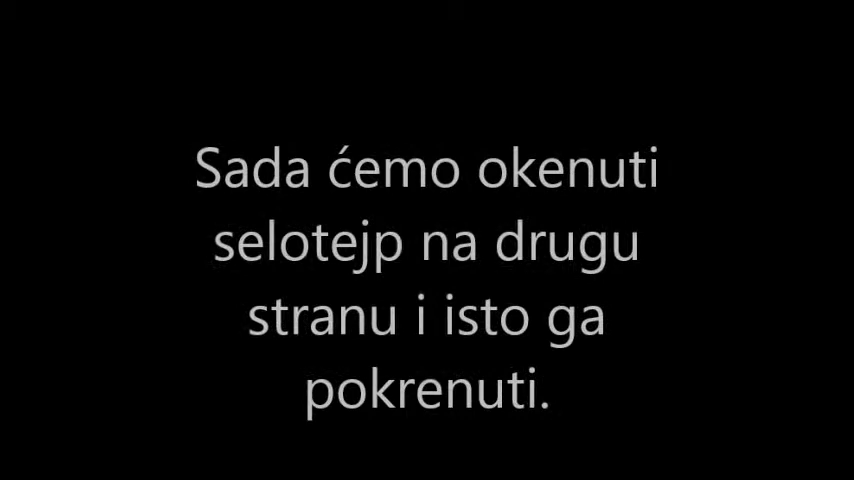 Sada ćemo okenuti
selotejp na drugu
stranu i isto ga
pokrenuti.